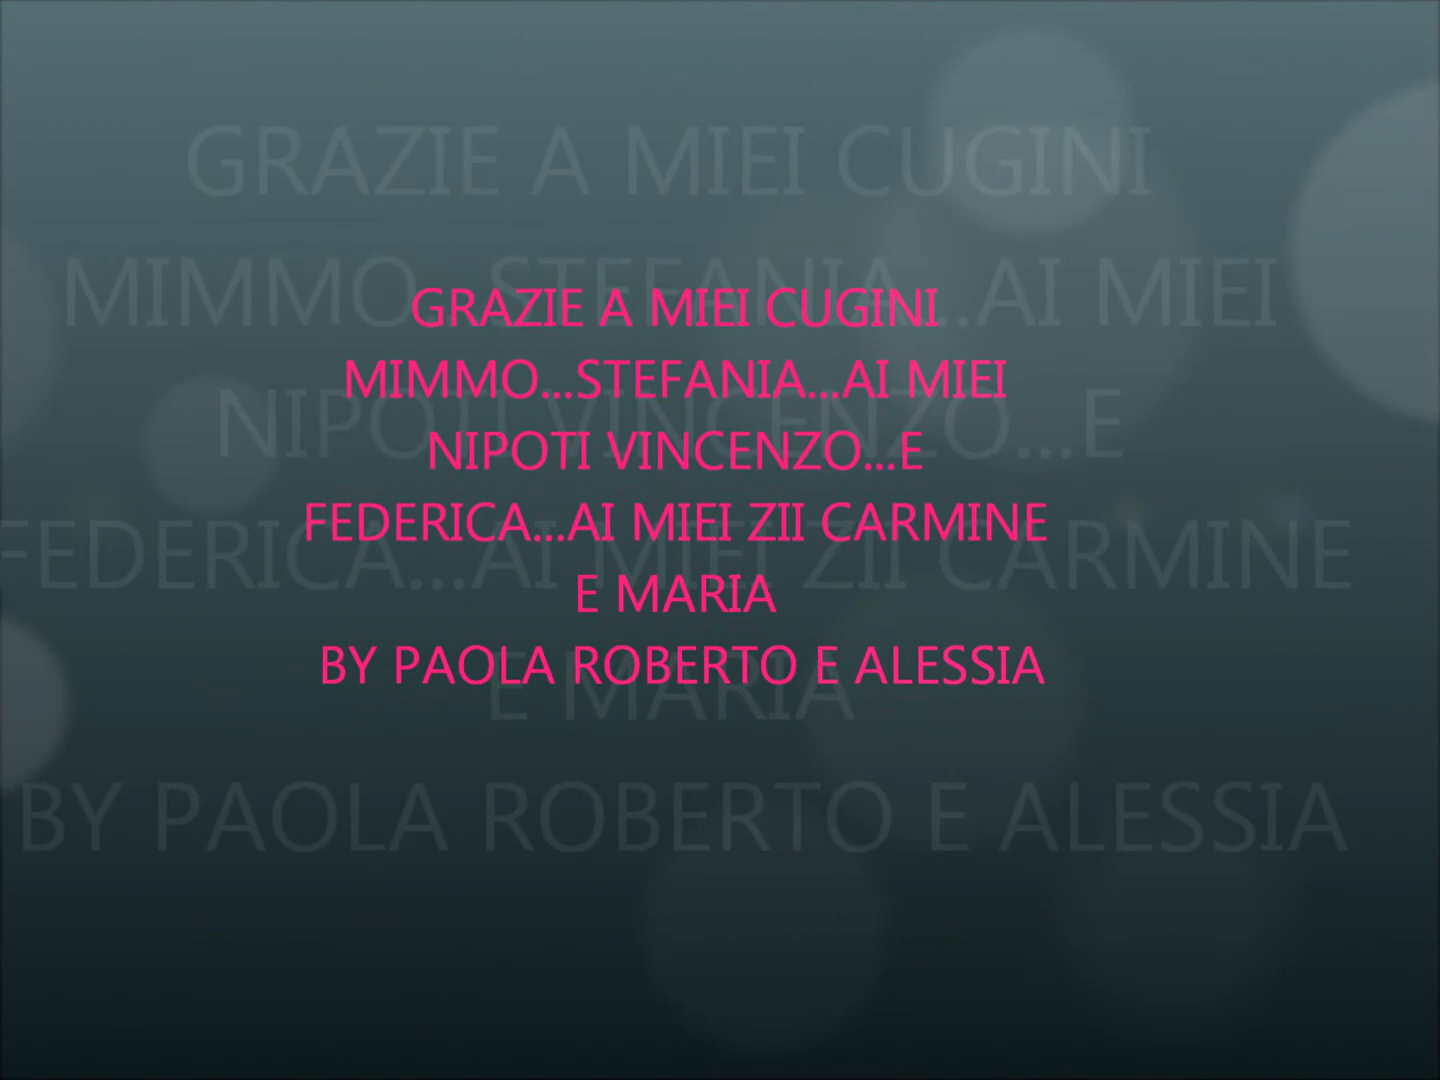 GRAZIE A MIEI CUGINI
MIMMO...STEFANIA...AI MIEI
NIPOTI VINCENZO...E
FEDERICA...AI MIEI ZII CARMINE
E MARIA
BY PAOLA ROBERTO E ALESSIA